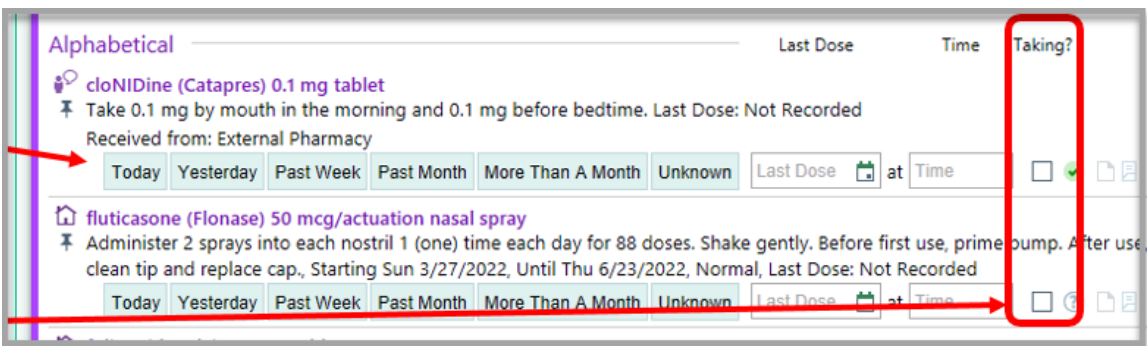 Alphabetical Last Dose Time Taking?
cloNIDine (Catapres) 0.1 mg tablet
Take 0.1 mg by mouth in the morning and 0.1 mg before bedtime. Last Dose: Not Recorded
Received from: External Pharmacy
Today Yesterday Past Week Past Month More Than A Month Unknown Last Dose at Time
fluticasone (Flonase) 50 mcg/actuation nasal spray
Administer 2 sprays into each nostril 1 (one) time each day for 88 doses. Shake gently. Before first use, prime pump. After use,
clean tip and replace cap., Starting Sun 3/27/2022, Until Thu 6/23/2022, Normal, Last Dose: Not Recorded
Today Yesterday Past Week Past Month More Than A Month Unknown Last Dose at Time